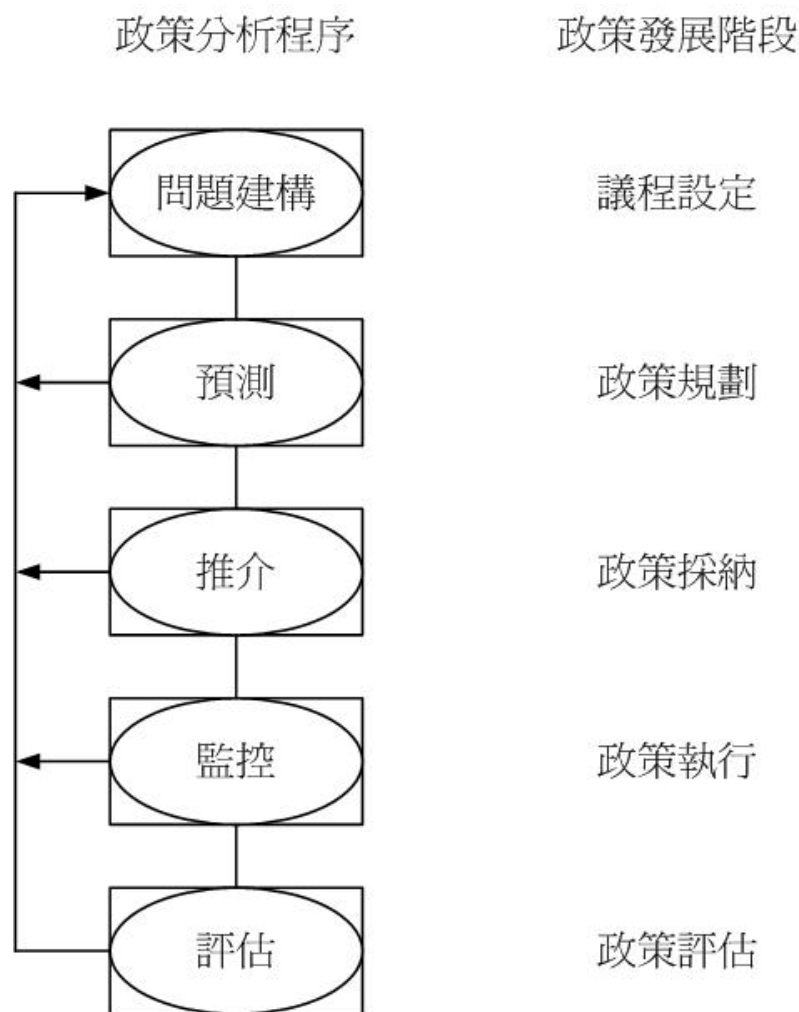 政策分析程序 政策發展階段
問題建構 議程設定
預測 政策規劃
推介 政策採納
監控 政策執行
評估 政策評估